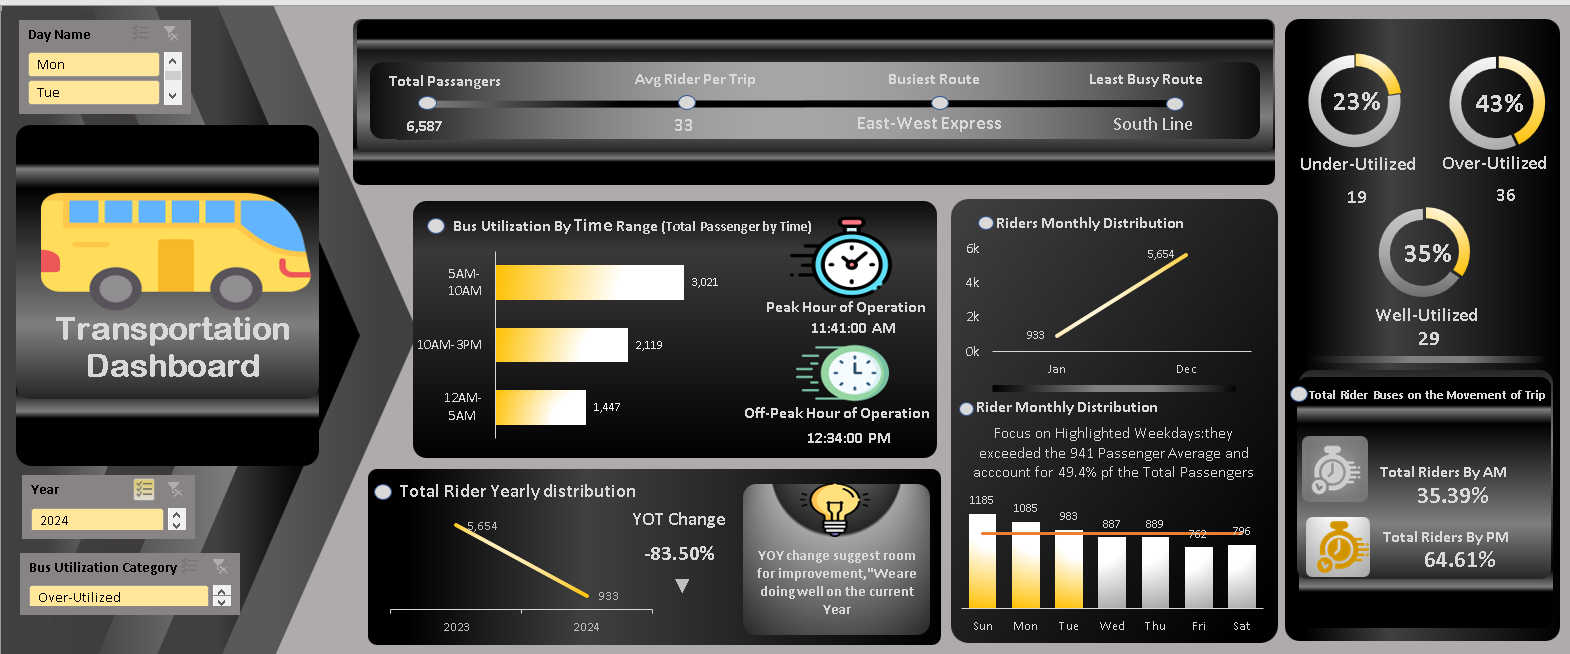 Day Name
Mon
Tue
Transportation
Dashboard
Year
2024
Bus Utilization Category
Over-Utilized
Total Passangers
Avg Rider Per Trip
Busiest Route
Least Busy Route
6,587
33
East-West Express
South Line
Bus Utilization By Time Range (Total Passenger by Time)
5AM-
10AM
3,021
10AM-3PM
2,119
12AM-
5AM
1,447
Peak Hour of Operation
11:41:00 AM
Off-Peak Hour of Operation
12:34:00 PM
Total Rider Yearly distribution
5,654
933
2023
2024
YOT Change
-83.50%
YOY change suggest room
for improvement,"Weare
doing well on the current
Year
Riders Monthly Distribution
6k
4k
2k
0k
933
5,654
Jan
Dec
Rider Monthly Distribution
Focus on Highlighted Weekdays:they
exceeded the 941 Passenger Average and
acccount for 49.4% pf the Total Passengers
1185
1085
983
887
889
762
796
Sun
Mon
Tue
Wed
Thu
Fri
Sat
23%
Under-Utilized
19
43%
Over-Utilized
36
35%
Well-Utilized
29
Total Rider Buses on the Movement of Trip
Total Riders By AM
35.39%
Total Riders By PM
64.61%